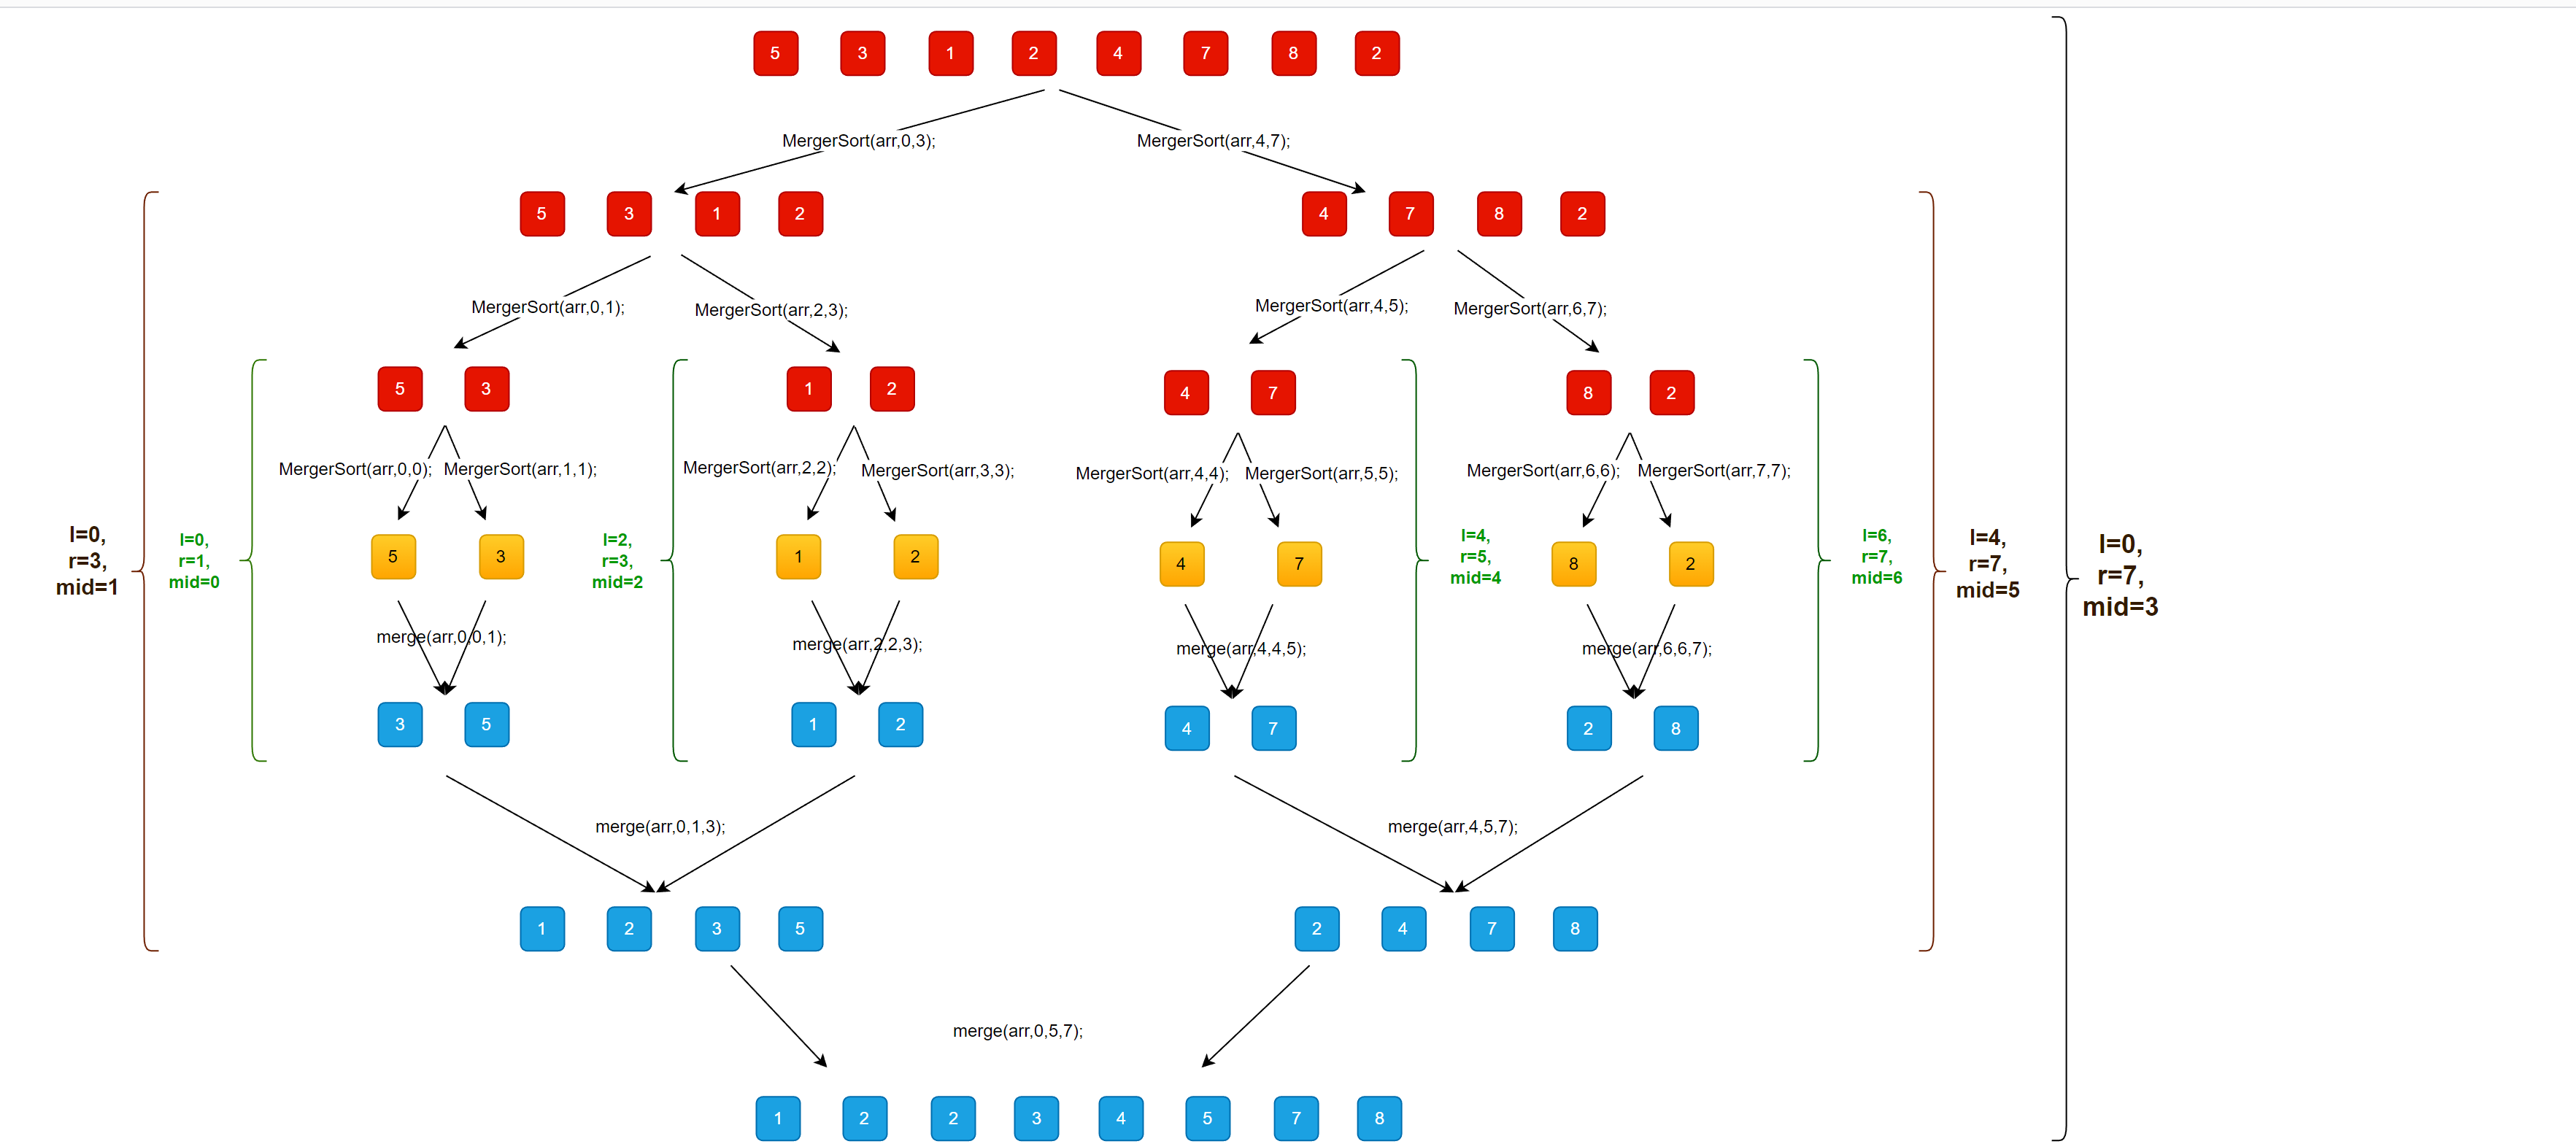 5 3 1 2 4 7 8 2
MergerSort(arr,0,3); MergerSort(arr,4,7);
5 3 1 2 4 7 8 2
MergerSort(arr,0,1); MergerSort(arr,2,3); MergerSort(arr,4,5); MergerSort(arr,6,7);
5 3 1 2 4 7 8 2
MergerSort(arr,0,0); MergerSort(arr,1,1); MergerSort(arr,2,2); MergerSort(arr,3,3); MergerSort(arr,4,4); MergerSort(arr,5,5); MergerSort(arr,6,6); MergerSort(arr,7,7);
l=0,
r=3,
mid=1
l=0,
r=1,
mid=0
5 3
l=2,
r=3,
mid=2
1 2
4 7
l=4,
r=5,
mid=4
8 2
l=6,
r=7,
mid=6
l=4,
r=7,
mid=5
l=0,
r=7,
mid=3
merge(arr,0,0,1); merge(arr,2,2,3); merge(arr,4,4,5); merge(arr,6,6,7);
3 5 1 2 4 7 2 8
merge(arr,0,1,3); merge(arr,4,5,7);
1 2 3 5 2 4 7 8
merge(arr,0,5,7);
1 2 2 3 4 5 7 8